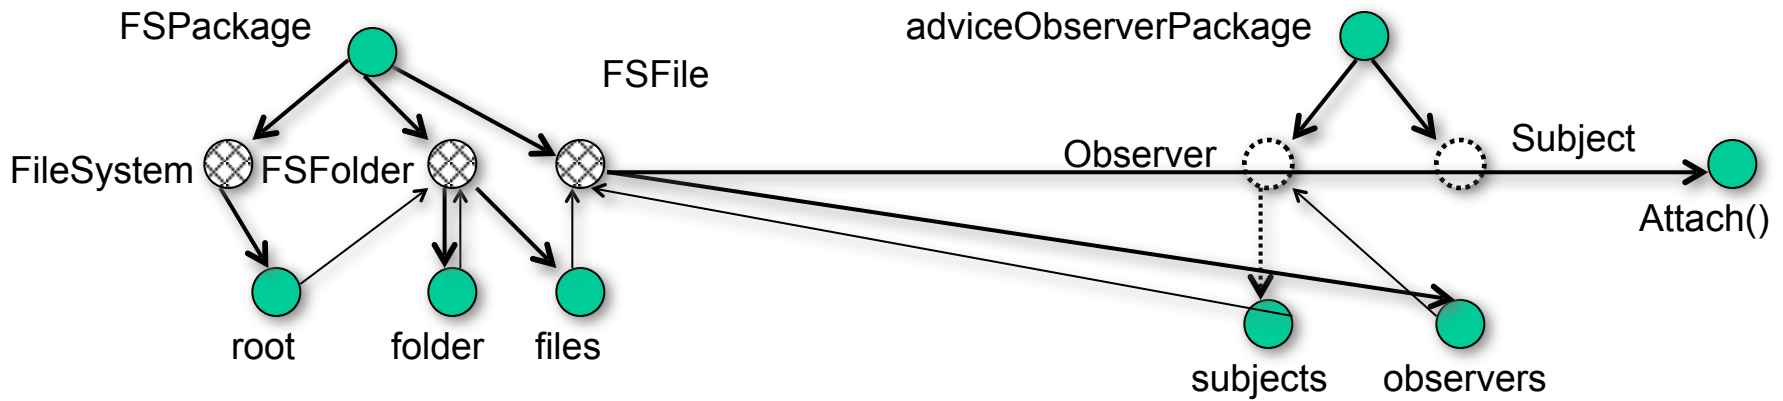 FSPackage
adviceObserverPackage
FSFile
Observer
Subject
FileSystem
FSFolder
Attach()
root
folder
files
subjects
observers